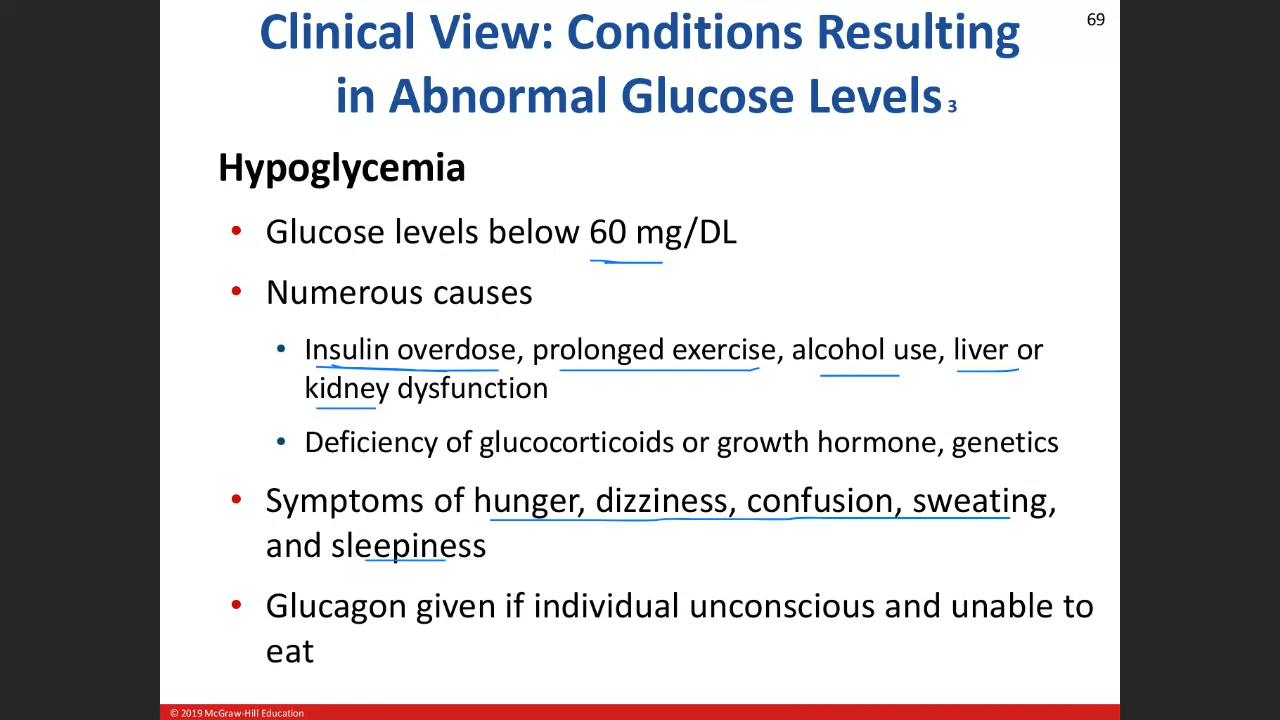 69
Clinical View: Conditions Resulting
in Abnormal Glucose Levels 3
Hypoglycemia
• Glucose levels below 60 mg/DL
• Numerous causes
• Insulin overdose, prolonged exercise, alcohol use, liver or
kidney dysfunction
• Deficiency of glucocorticoids or growth hormone, genetics
• Symptoms of hunger, dizziness, confusion, sweating,
and sleepiness
• Glucagon given if individual unconscious and unable to
eat
© 2019 McGraw-Hill Education